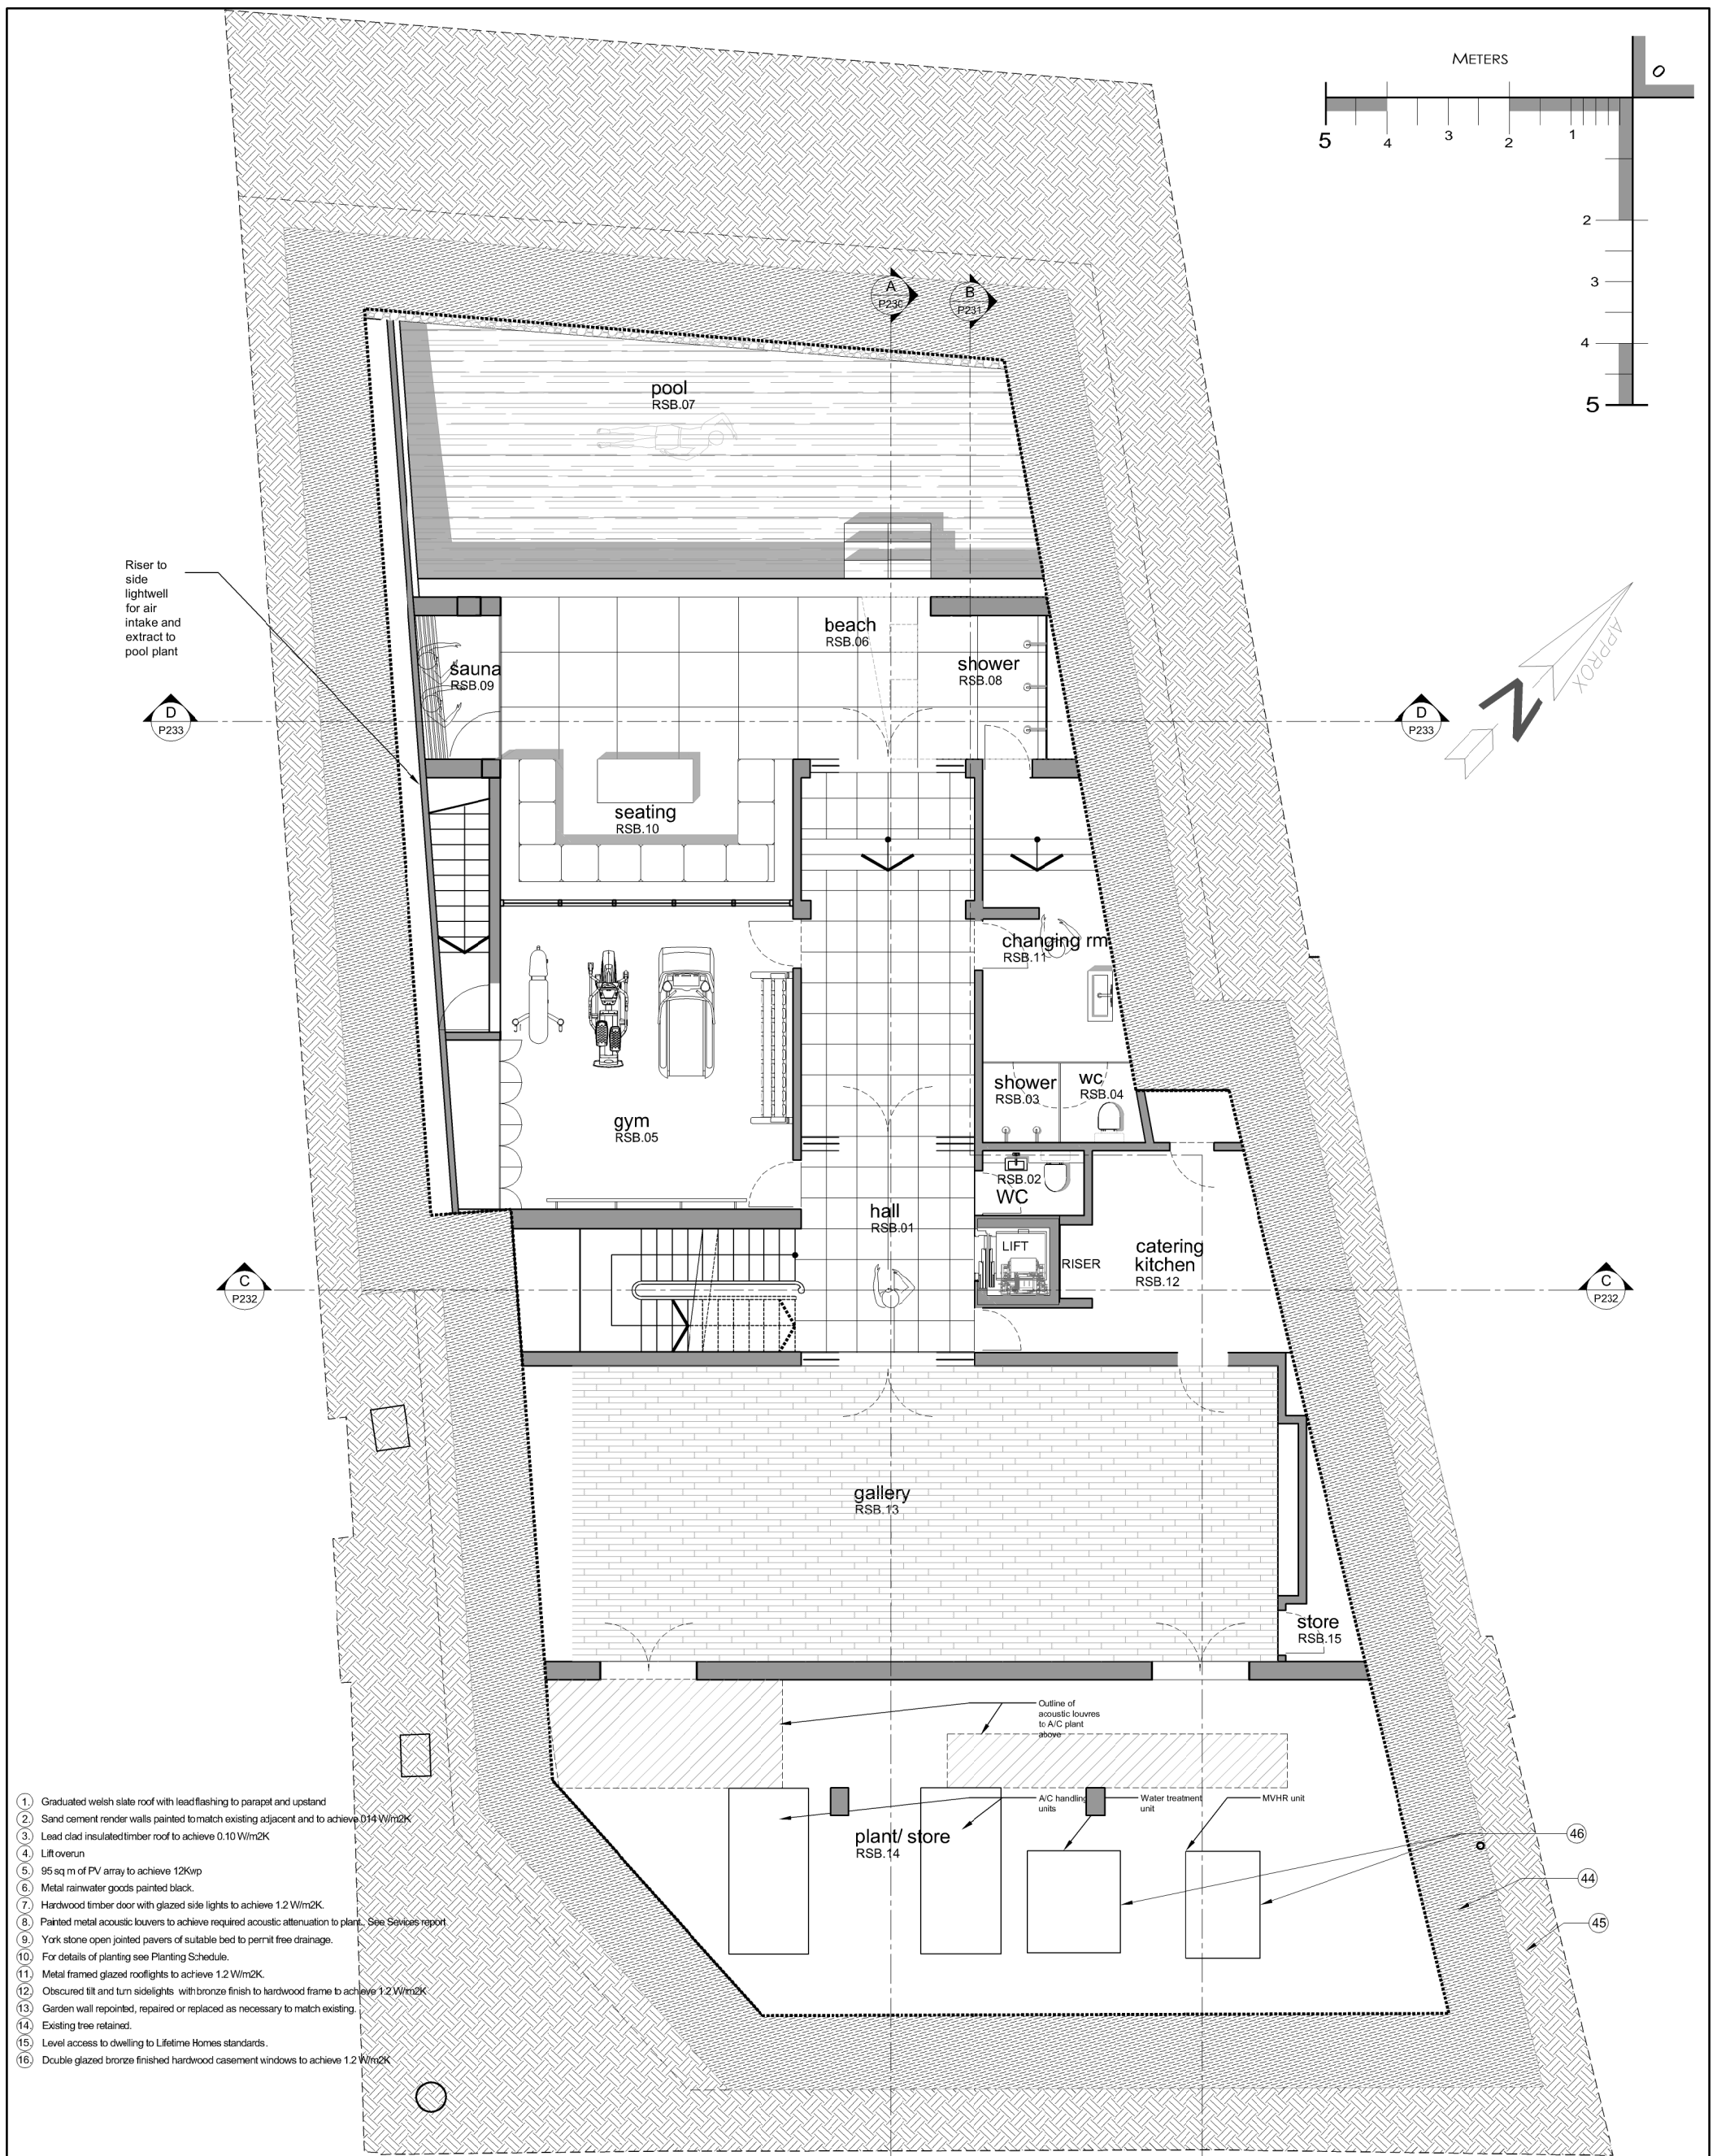 METERS
0
5
4
3
2
1
2
3
4
5
A
P230
B
P231
pool
RSB.07
Riser to
side
lightwell
for air
intake and
extract to
pool plant
beach
RSB.06
sauna
RSB.09
shower
RSB.08
APPROX
N
D
P233
D
P233
seating
RSB.10
changing rm
RSB.11
shower
RSB.03
wc
RSB.04
gym
RSB.05
RSB.02
WC
hall
RSB.01
LIFT
RISER
catering
kitchen
RSB.12
C
P232
C
P232
gallery
RSB.13
store
RSB.15
Outline of
acoustic louvres
to A/C plant
above
A/C handling
units
Water treatment
unit
MVHR unit
plant/ store
RSB.14
46
44
45
1. Graduated welsh slate roof with lead flashing to parapet and upstand
2. Sand cement render walls painted to match existing adjacent and to achieve 014 W/m2K
3. Lead clad insulated timber roof to achieve 0.10 W/m2K
4. Lift overun
5. 95 sq m of PV array to achieve 12Kwp
6. Metal rainwater goods painted black.
7. Hardwood timber door with glazed side lights to achieve 1.2 W/m2K.
8. Painted metal acoustic louvers to achieve required acoustic attenuation to plant. See Sevices report
9. York stone open jointed pavers of suitable bed to permit free drainage.
10. For details of planting see Planting Schedule.
11. Metal framed glazed rooflights to achieve 1.2 W/m2K.
12. Obscured tilt and turn sidelights with bronze finish to hardwood frame to achieve 1.2 W/m2K
13. Garden wall repointed, repaired or replaced as necessary to match existing.
14. Existing tree retained.
15. Level access to dwelling to Lifetime Homes standards.
16. Double glazed bronze finished hardwood casement windows to achieve 1.2 W/m2K